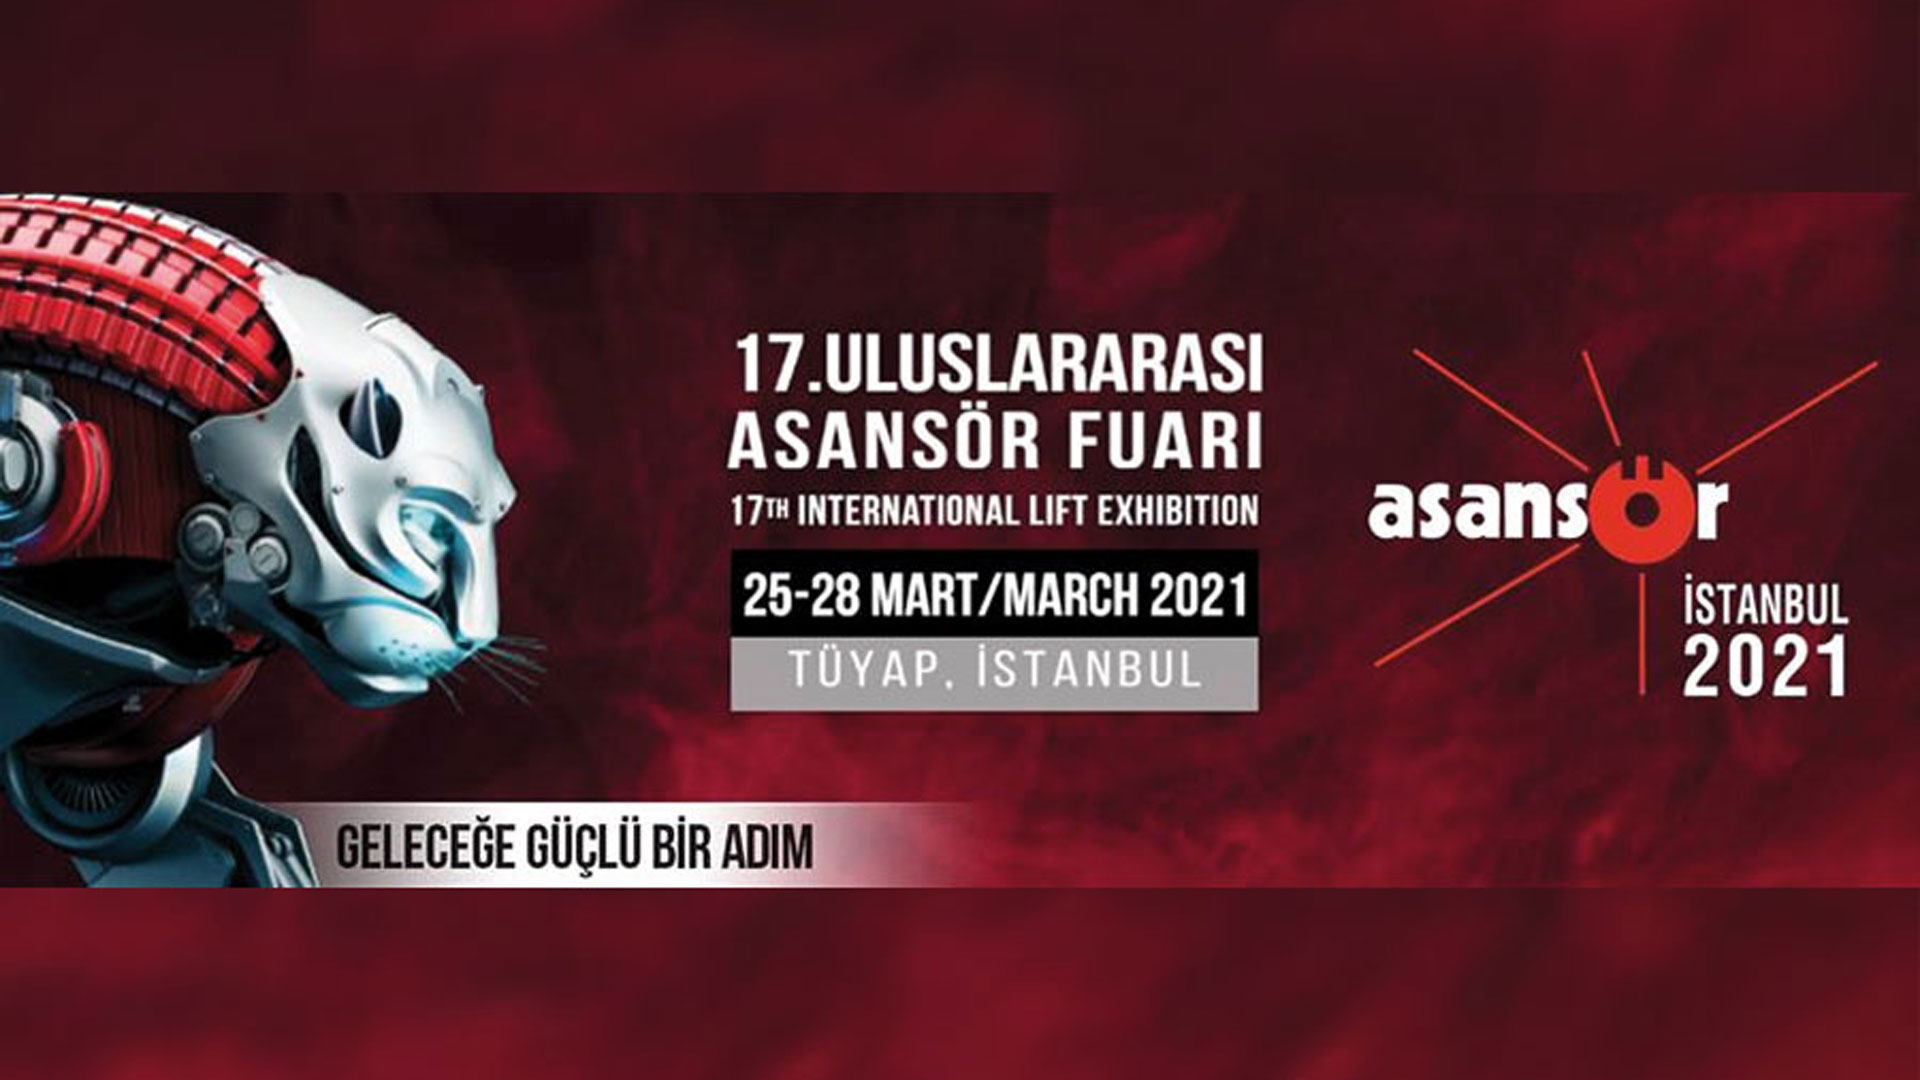 17.ULUSLARARASI
ASANSÖR FUARI
17TH INTERNATIONAL LIFT EXHIBITION
25-28 MART/MARCH 2021
TÜYAP, İSTANBUL
asansör
İSTANBUL
2021
GELECEĞE GÜÇLÜ BİR ADIM